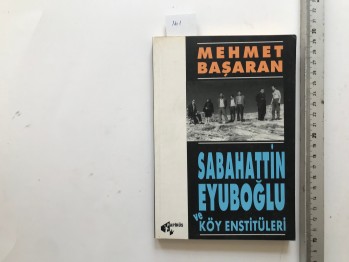 MEHMET
BAŞARAN
SABAHATTİN
EYUBOĞLU
ve
KÖY ENSTİTÜLERİ